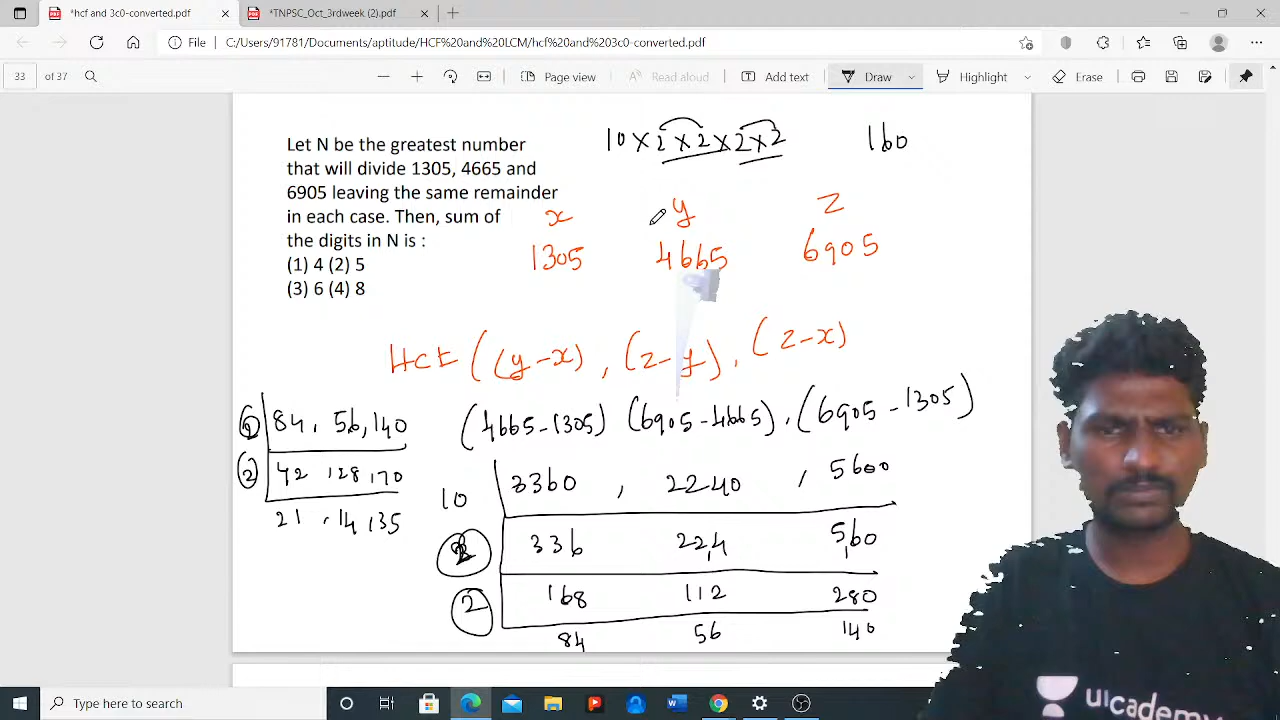 *hcf and 3c0-converted.pdf
*TNPSC_Oct_3rdweek (2).pdf
File
C:/Users/91781/Documents/aptitude/HCF%20and%20LCM/hcf%20and%203c0-converted.pdf
33 of 37
Page view
Read aloud
Add text
Draw
Highlight
Erase
Let N be the greatest number
that will divide 1305, 4665 and
6905 leaving the same remainder
in each case. Then, sum of
the digits in N is :
(1) 4 (2) 5
(3) 6 (4) 8
10 x 2 x 2 x 2 x 2
160
x y z
1305 4665 6905
HCF ((y-x), (z-y), (z-x)
(4665-1305) (6905-4665), (6905-1305)
84, 56, 140
2 42, 28, 70
21, 14, 35
10 3360, 2240, 5600
336 224, 560
2 168 112 280
84 56 140
unacademy
Type here to search